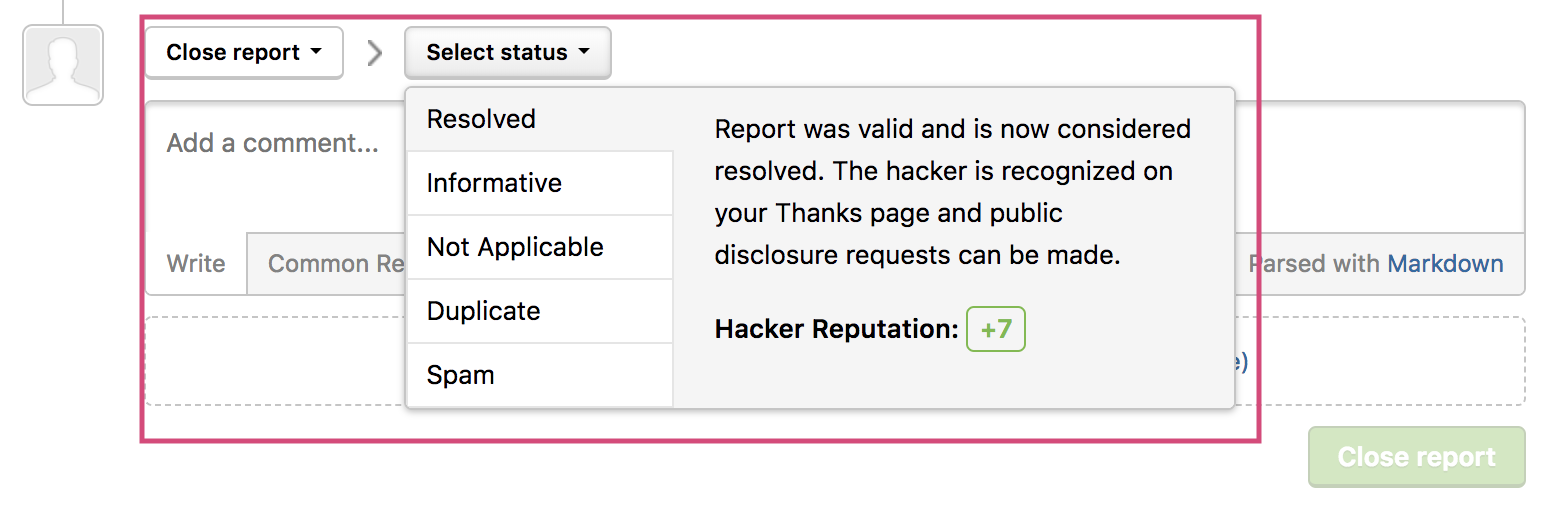 Close report
Select status
Add a comment...
Resolved
Informative
Not Applicable
Duplicate
Spam
Report was valid and is now considered
resolved. The hacker is recognized on
your Thanks page and public
disclosure requests can be made.
Hacker Reputation: +7
Write
Common Re
Parsed with Markdown
e)
Close report